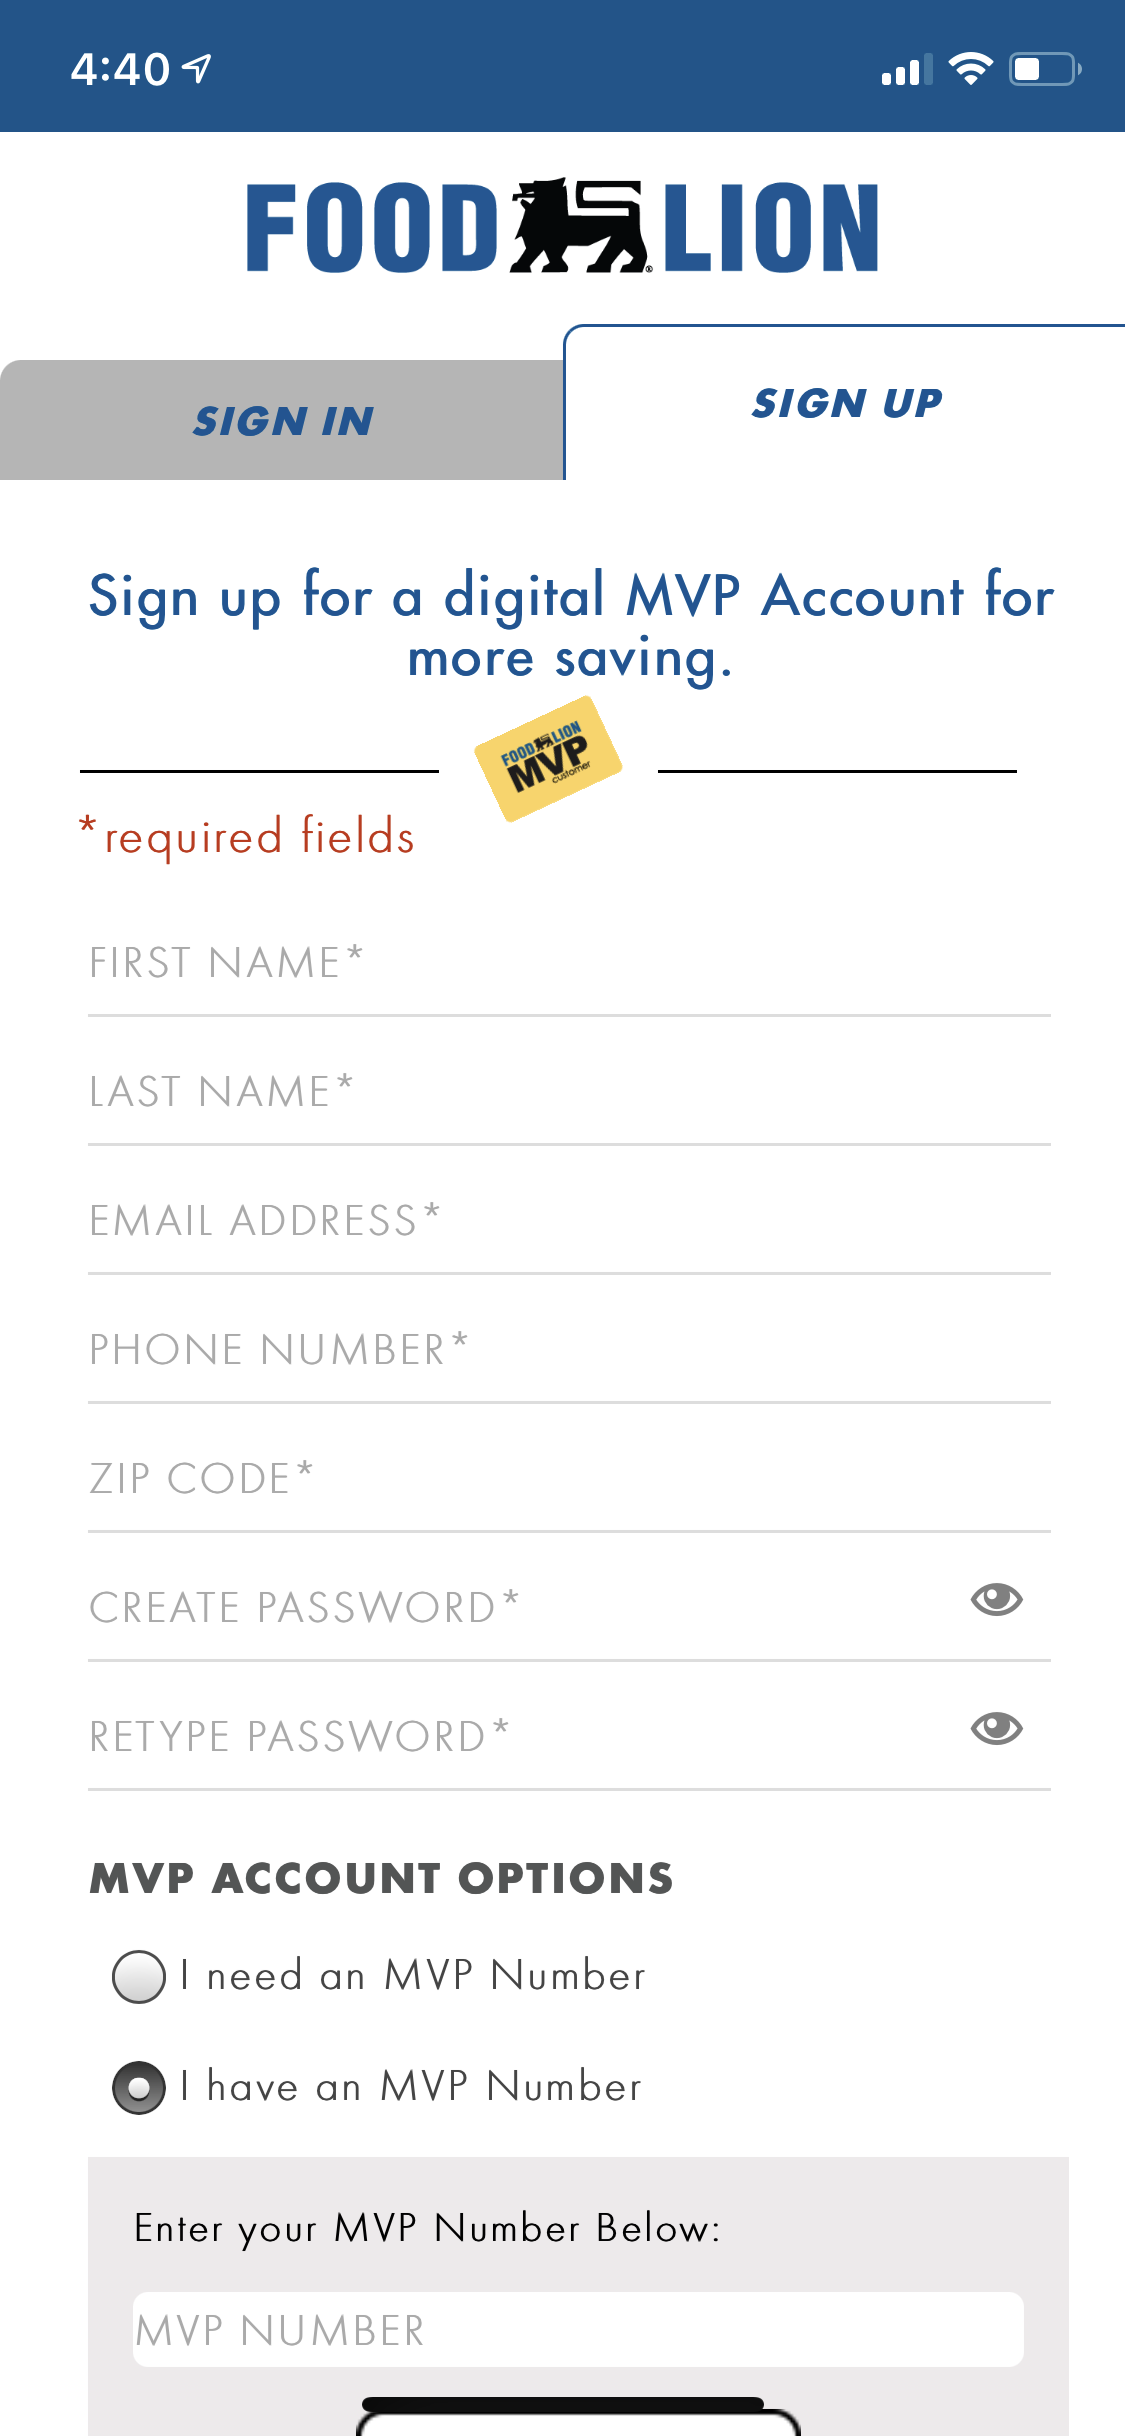 4:40
FOOD LION
SIGN IN
SIGN UP
Sign up for a digital MVP Account for
more saving.
FOOD LION
MVP
customer
*required fields
FIRST NAME*
LAST NAME*
EMAIL ADDRESS*
PHONE NUMBER*
ZIP CODE*
CREATE PASSWORD*
RETYPE PASSWORD*
MVP ACCOUNT OPTIONS
I need an MVP Number
I have an MVP Number
Enter your MVP Number Below:
MVP NUMBER